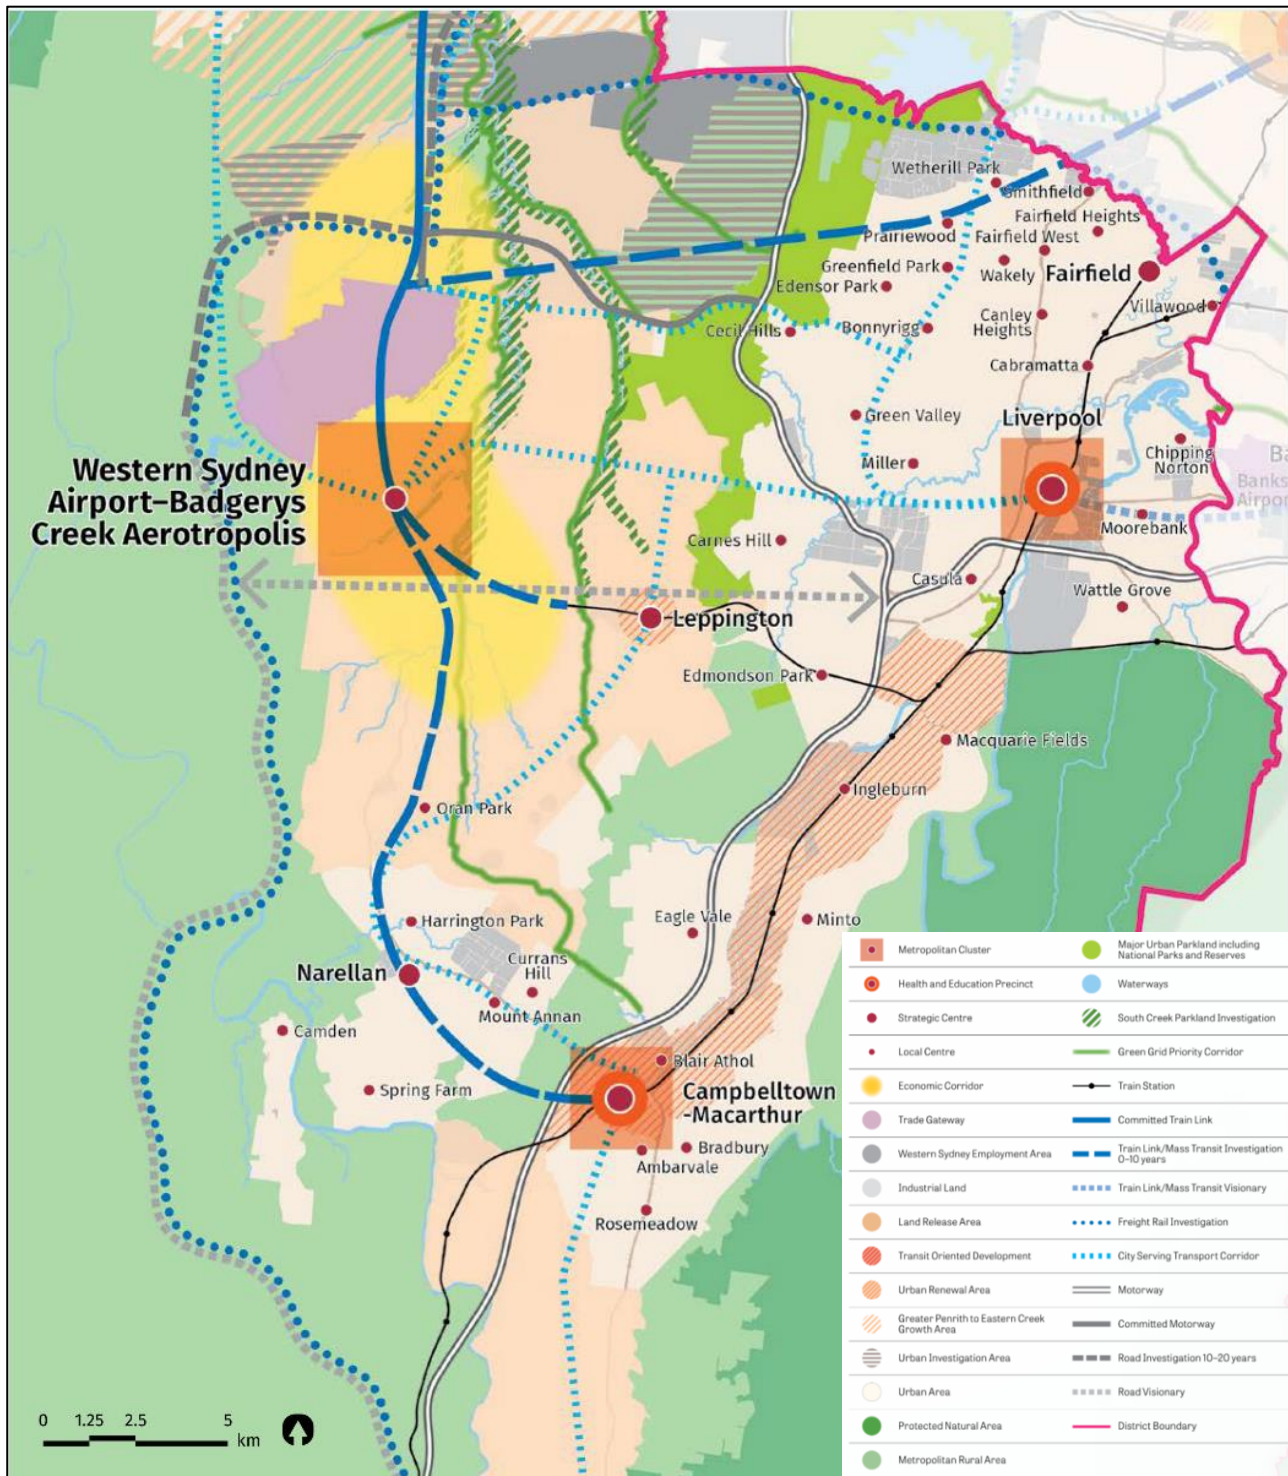 Wetherill Park
Smithfield
Fairfield Heights
Prairiewood
Fairfield West
Greenfield Park
Wakely
Fairfield
Edensor Park
Villawood
Cecil Hills
Bonnyrigg
Canley
Heights
Cabramatta
Green Valley
Liverpool
Miller
Chipping
Norton
Western Sydney
Airport–Badgerys
Creek Aerotropolis
Ba
Banks
Airpo
Moorebank
Carnes Hill
Casula
Wattle Grove
Leppington
Edmondson Park
Macquarie Fields
Ingleburn
Oran Park
Harrington Park
Eagle Vale
Minto
Narellan
Currans
Hill
Mount Annan
Camden
Blair Athol
Spring Farm
Campbelltown
-Macarthur
Bradbury
Ambarvale
Rosemeadow
0 1.25 2.5 5
km
Metropolitan Cluster
Health and Education Precinct
Strategic Centre
Local Centre
Economic Corridor
Trade Gateway
Western Sydney Employment Area
Industrial Land
Land Release Area
Transit Oriented Development
Urban Renewal Area
Greater Penrith to Eastern Creek
Growth Area
Urban Investigation Area
Urban Area
Protected Natural Area
Metropolitan Rural Area
Major Urban Parkland including
National Parks and Reserves
Waterways
South Creek Parkland Investigation
Green Grid Priority Corridor
Train Station
Committed Train Link
Train Link/Mass Transit Investigation
0–10 years
Train Link/Mass Transit Visionary
Freight Rail Investigation
City Serving Transport Corridor
Motorway
Committed Motorway
Road Investigation 10–20 years
Road Visionary
District Boundary